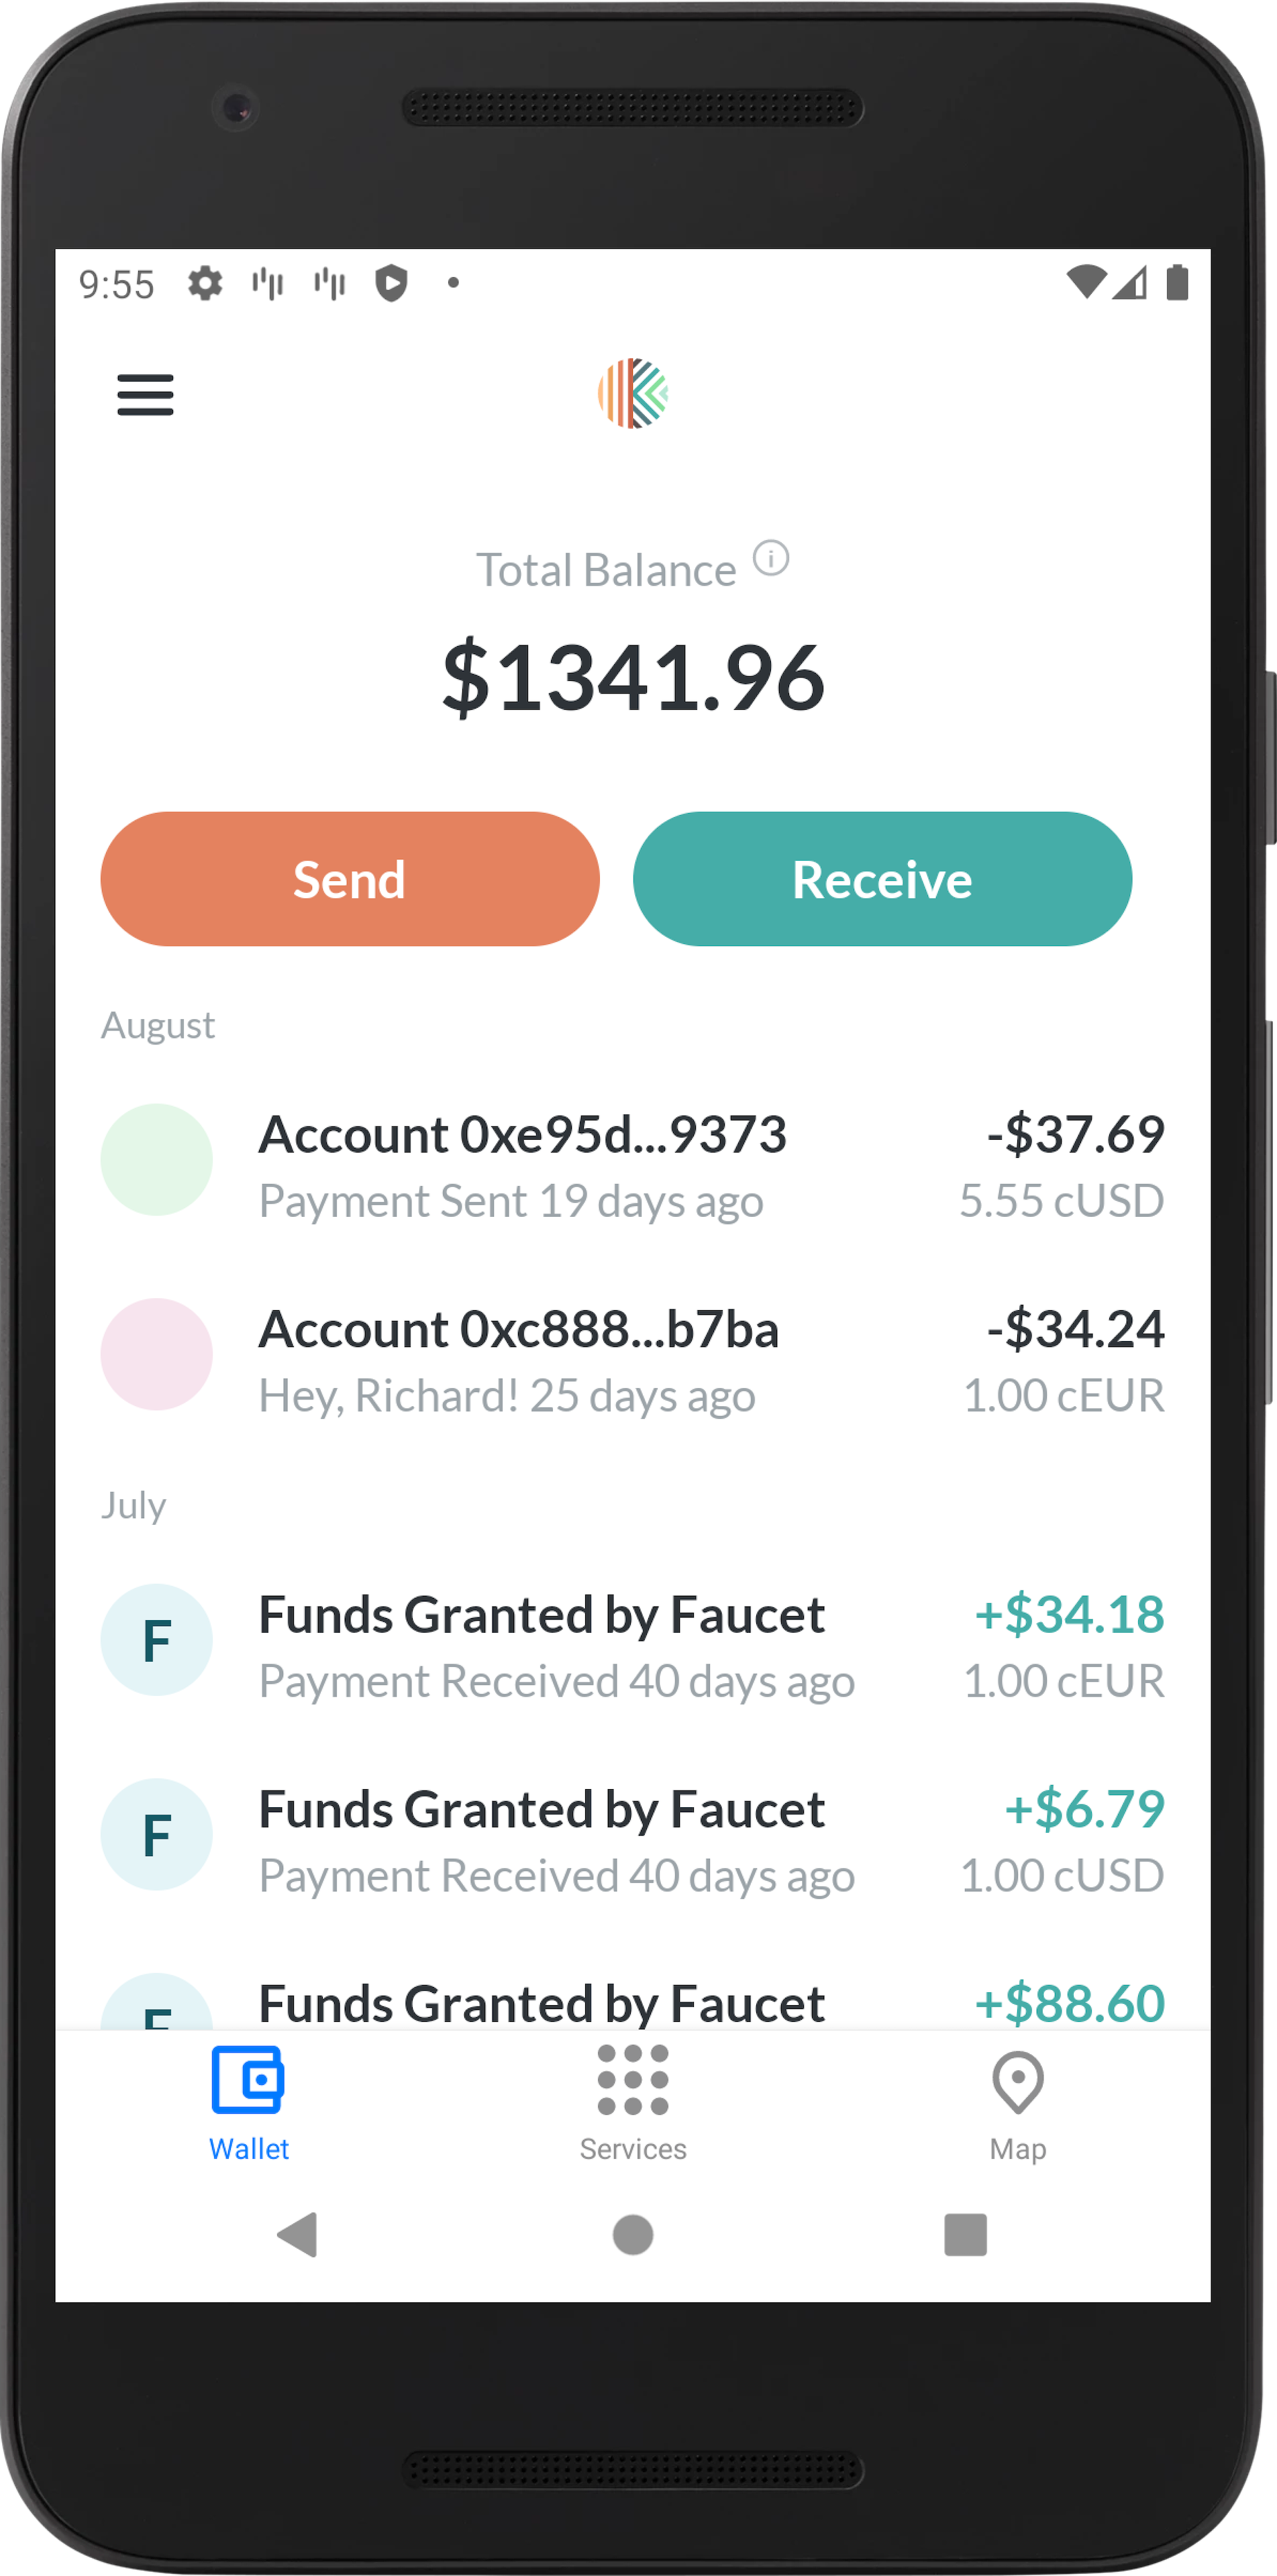 9:55
Total Balance
$1341.96
Send
Receive
August
Account 0xe95d...9373
-$37.69
Payment Sent 19 days ago
5.55 cUSD
Account 0xc888...b7ba
-$34.24
Hey, Richard! 25 days ago
1.00 cEUR
July
F
Funds Granted by Faucet
+$34.18
Payment Received 40 days ago
1.00 cEUR
F
Funds Granted by Faucet
+$6.79
Payment Received 40 days ago
1.00 cUSD
F
Funds Granted by Faucet
+$88.60
Wallet
Services
Map